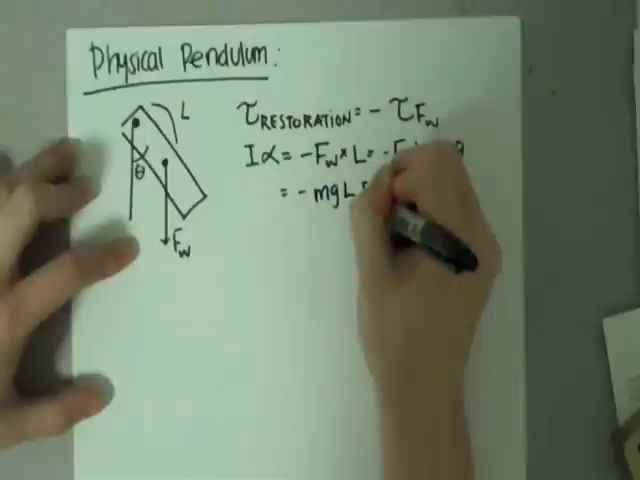 Physical Pendulum:
L
θ
F_W
τ_RESTORATION = - τ_F_W
Iα = -F_W × L = -F
= - mgL